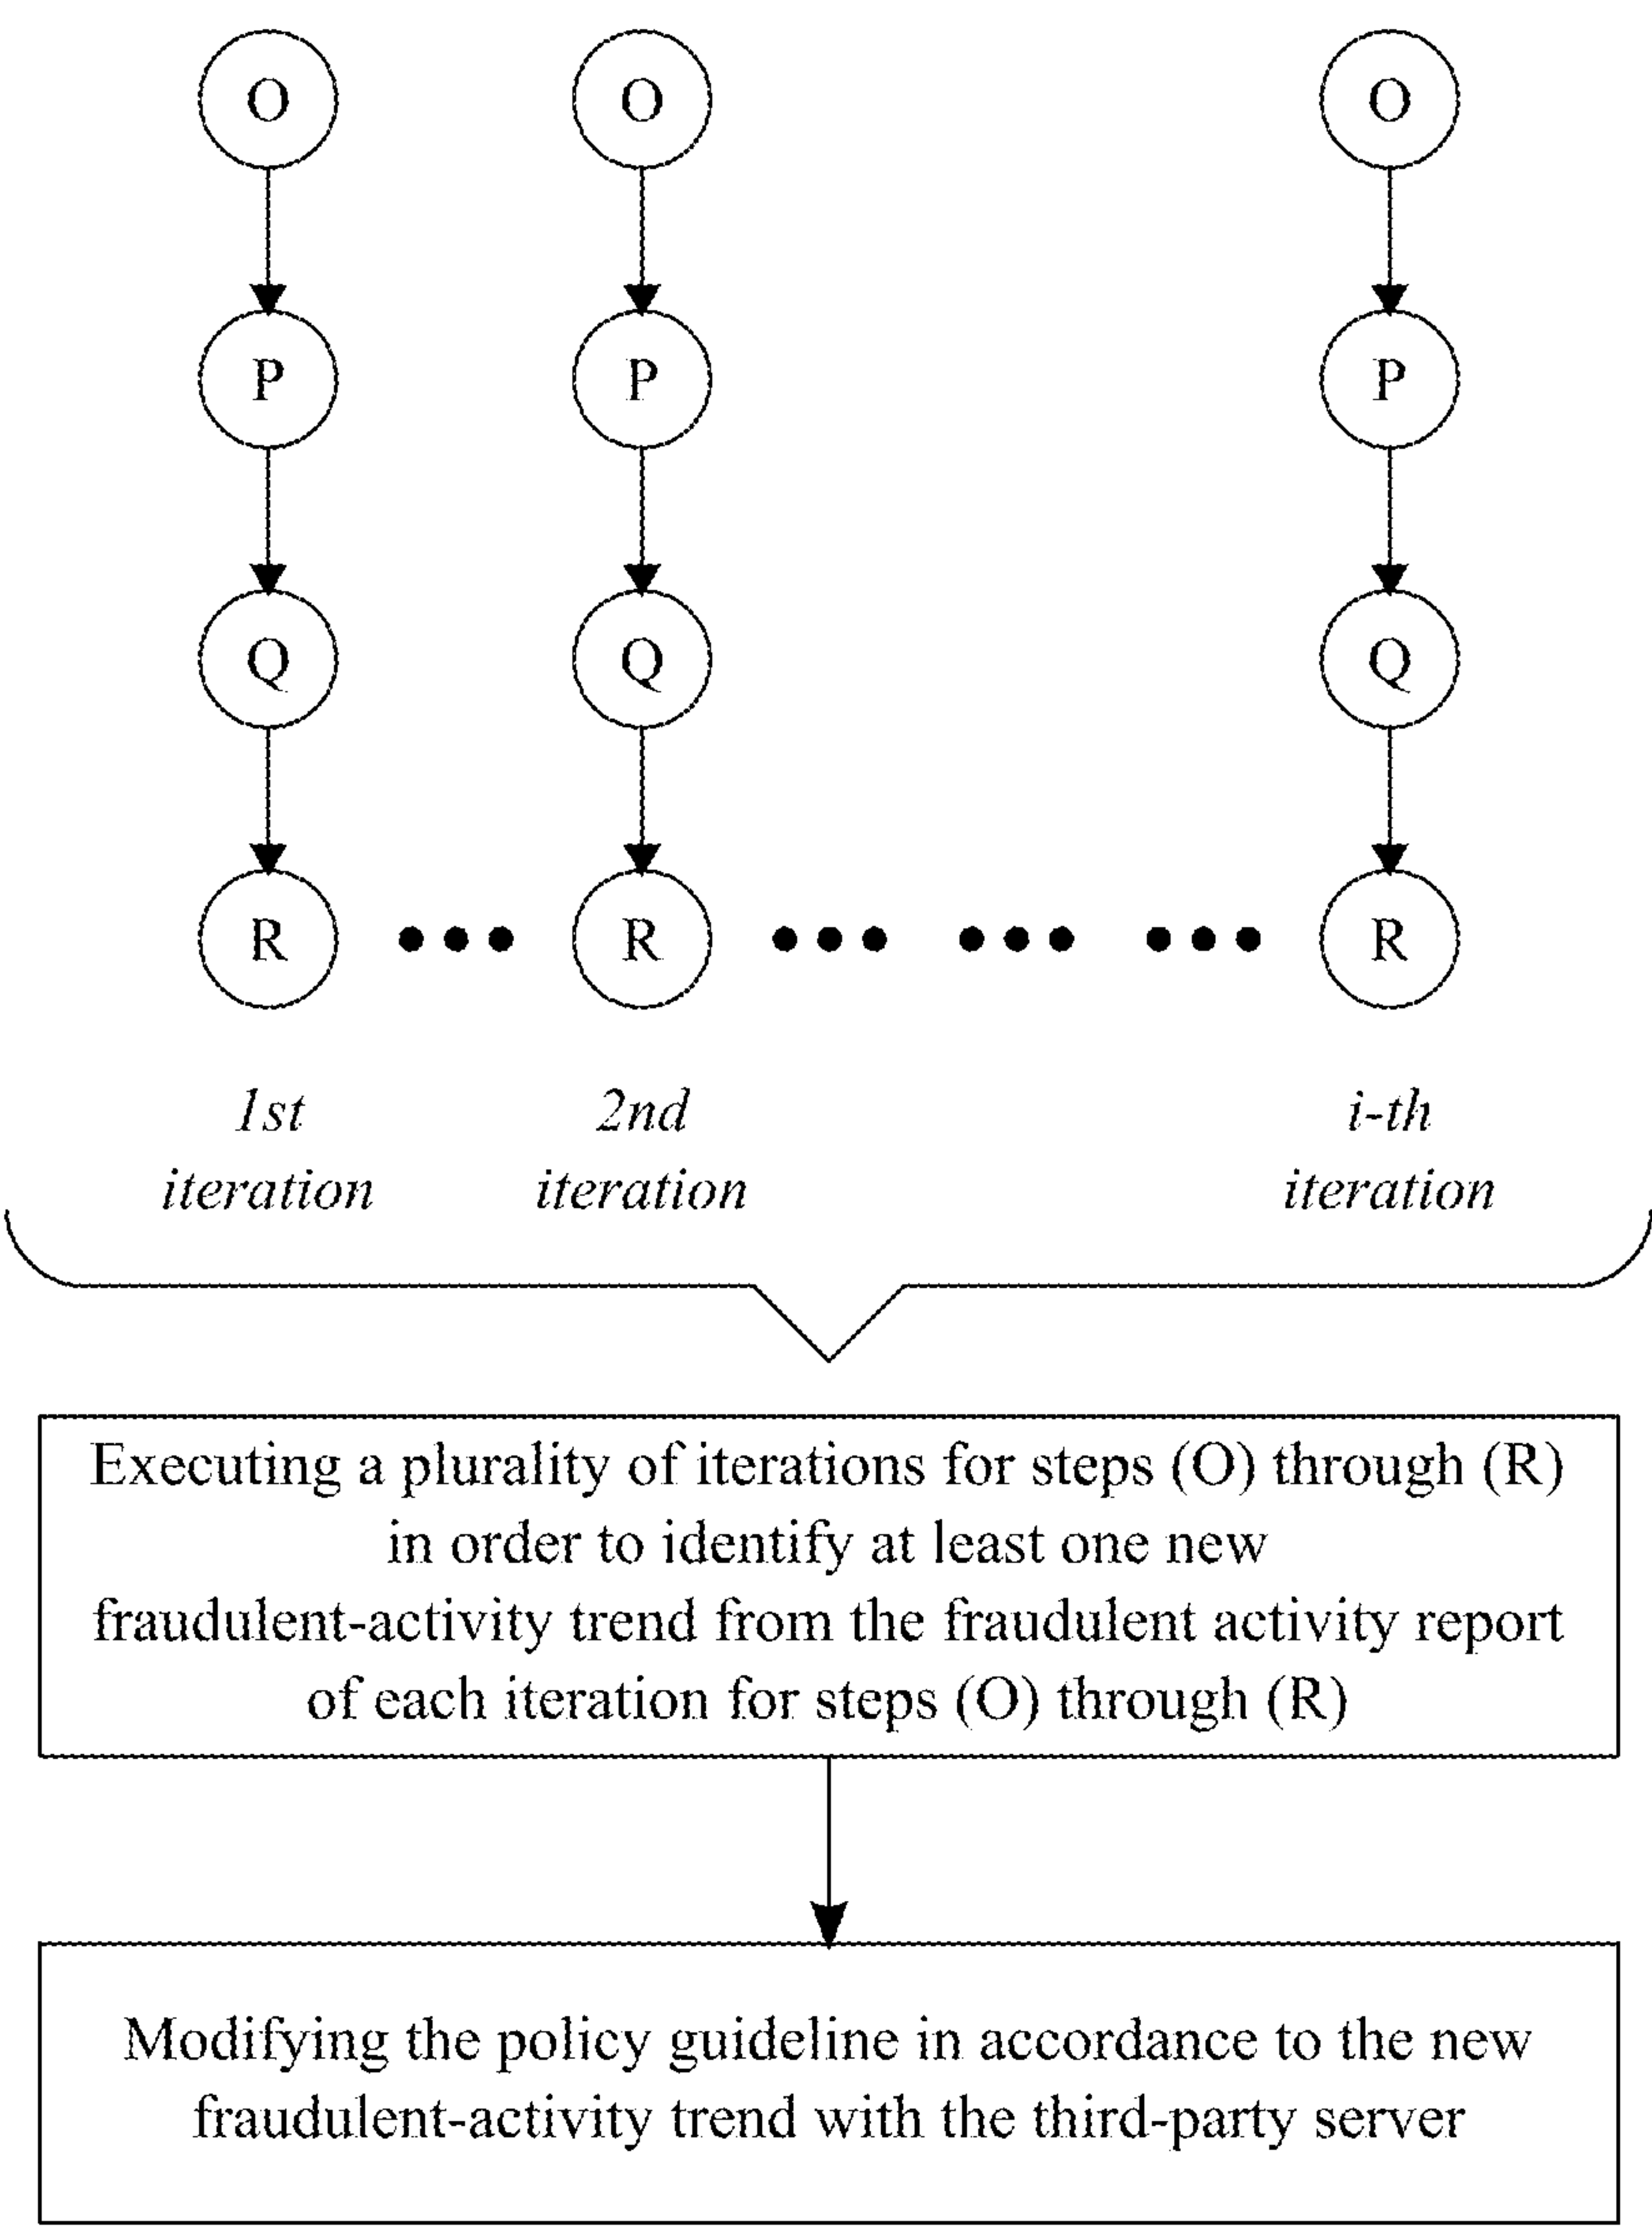 O O O
P P P
Q Q Q
R R R
1st 2nd i-th
iteration iteration iteration
Executing a plurality of iterations for steps (O) through (R)
in order to identify at least one new
fraudulent-activity trend from the fraudulent activity report
of each iteration for steps (O) through (R)
Modifying the policy guideline in accordance to the new
fraudulent-activity trend with the third-party server